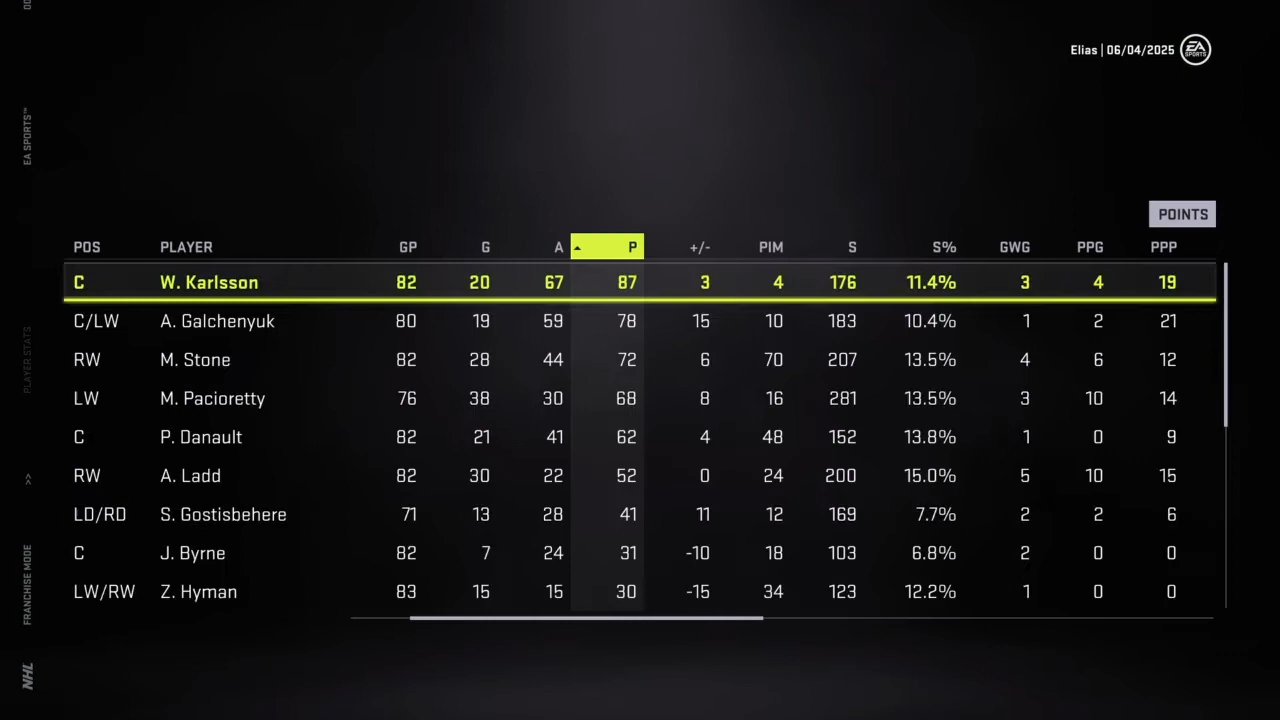 Elias | 06/04/2025 EA SPORTS
POINTS
POS PLAYER GP G A P +/- PIM S S% GWG PPG PPP
C W. Karlsson 82 20 67 87 3 4 176 11.4% 3 4 19
C/LW A. Galchenyuk 80 19 59 78 15 10 183 10.4% 1 2 21
RW M. Stone 82 28 44 72 6 70 207 13.5% 4 6 12
LW M. Pacioretty 76 38 30 68 8 16 281 13.5% 3 10 14
C P. Danault 82 21 41 62 4 48 152 13.8% 1 0 9
RW A. Ladd 82 30 22 52 0 24 200 15.0% 5 10 15
LD/RD S. Gostisbehere 71 13 28 41 11 12 169 7.7% 2 2 6
C J. Byrne 82 7 24 31 -10 18 103 6.8% 2 0 0
LW/RW Z. Hyman 83 15 15 30 -15 34 123 12.2% 1 0 0
NHL
FRANCHISE MODE
>>
PLAYER STATS
EA SPORTS™